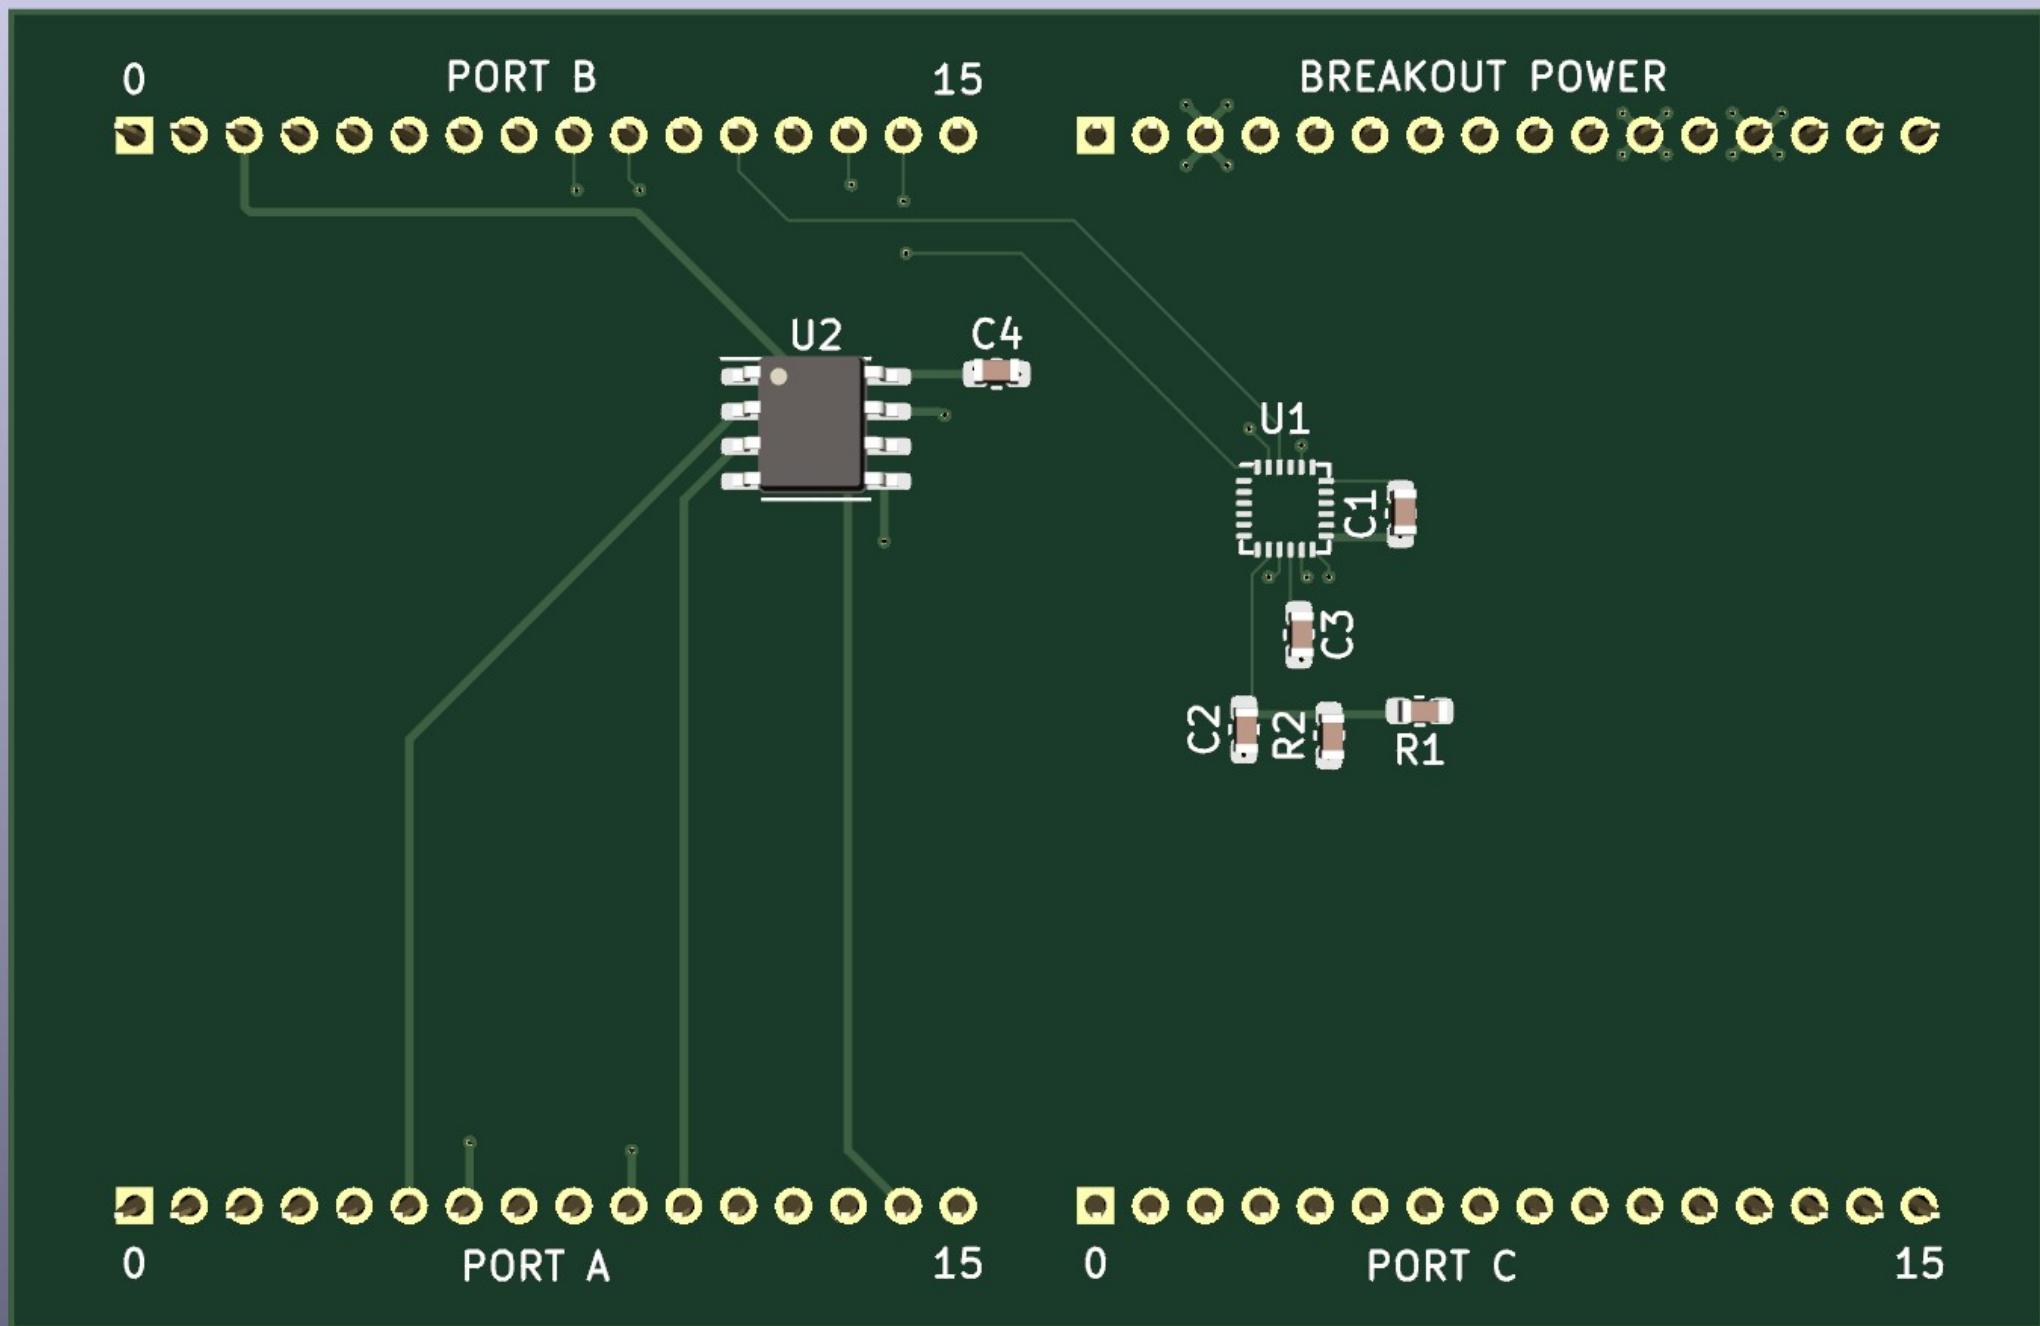 0 PORT B 15 BREAKOUT POWER
U2 C4
U1
C1
C3
C2 R2 R1
0 PORT A 15 0 PORT C 15